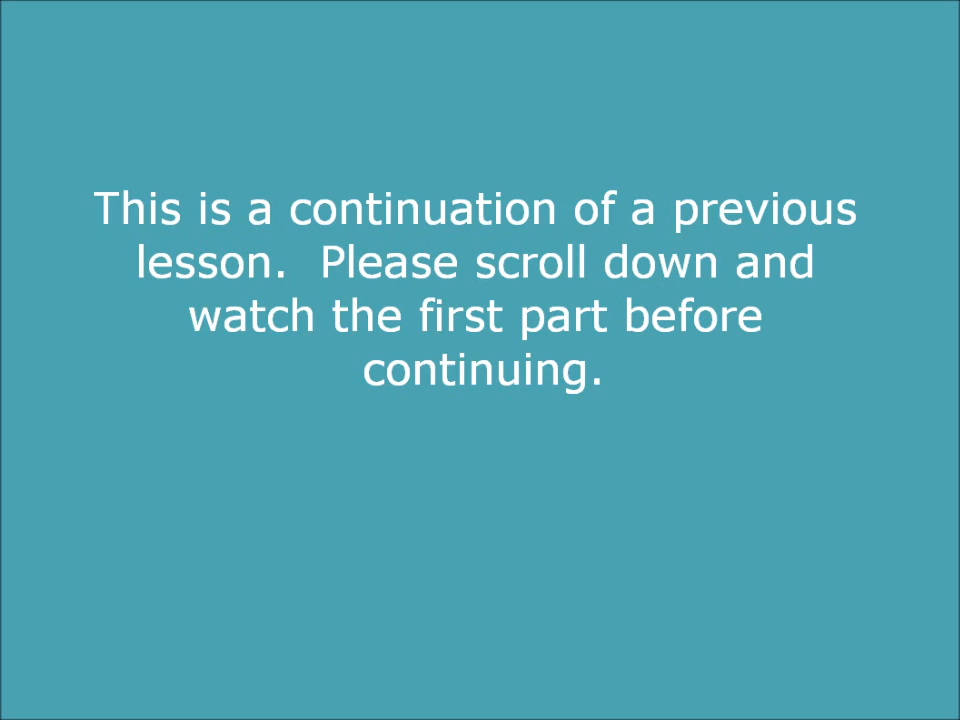 This is a continuation of a previous
lesson.  Please scroll down and
watch the first part before
continuing.